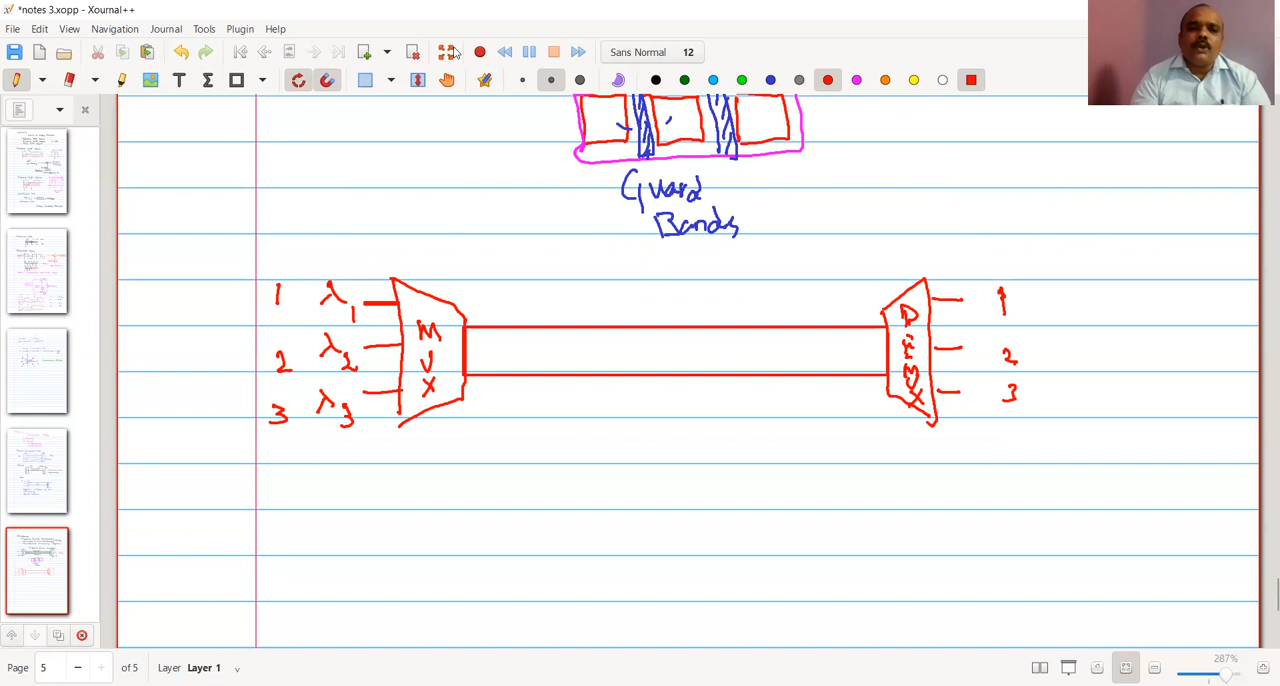 *notes 3.xopp - Xournal++
File Edit View Navigation Journal Tools Plugin Help
Sans Normal 12
Guard
Bands
1 λ1
2 λ2
3 λ3
MUX
DEMUX
1
2
3
Page 5 of 5 Layer Layer 1
287%